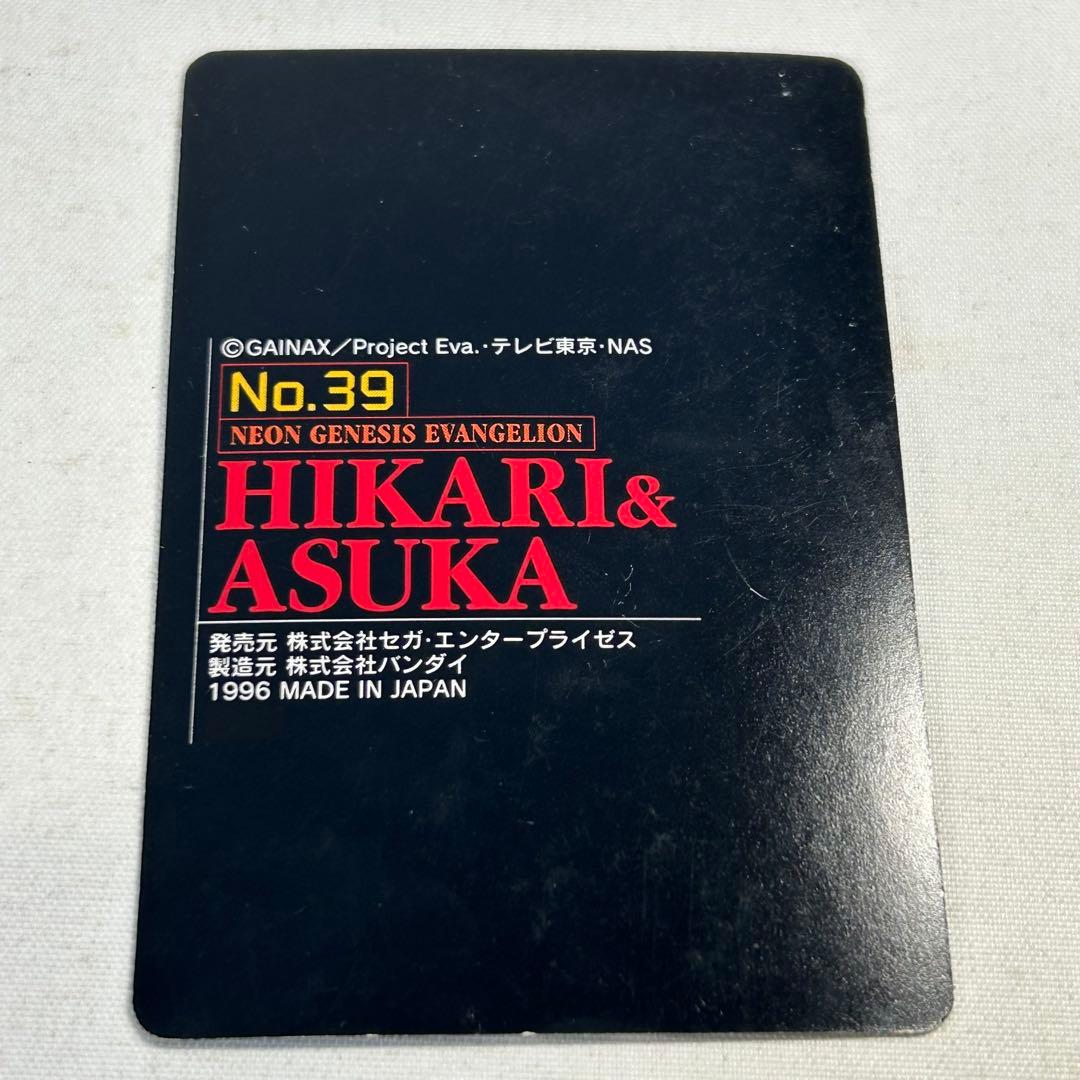 ©GAINAX／Project Eva.・テレビ東京・NAS
No.39
NEON GENESIS EVANGELION
HIKARI&
ASUKA
発売元 株式会社セガ・エンタープライゼス
製造元 株式会社バンダイ
1996 MADE IN JAPAN